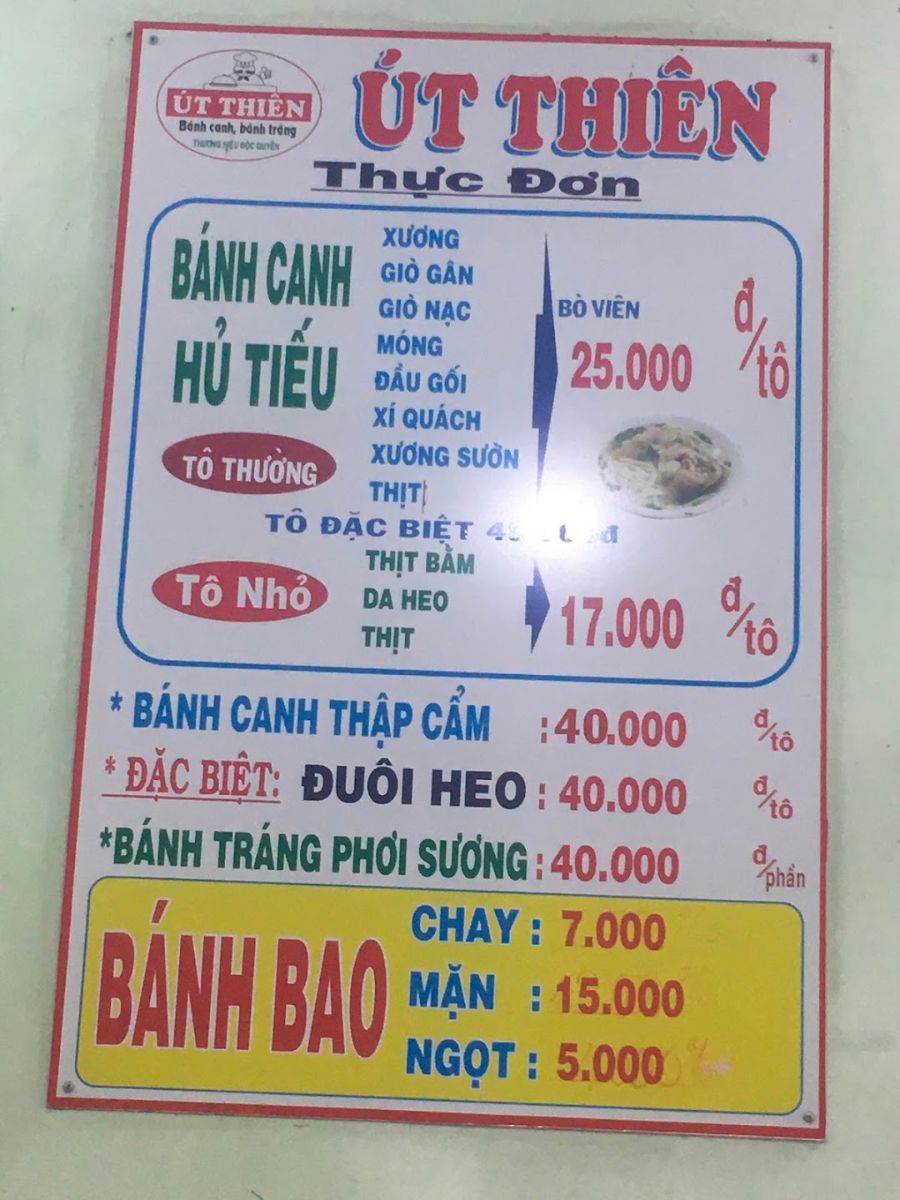 ÚT THIÊN
Bánh canh, bánh tráng
THƯƠNG HIỆU ĐỘC QUYỀN
ÚT THIÊN
Thực Đơn
BÁNH CANH
HỦ TIẾU
TÔ THƯỜNG
XƯƠNG
GIÒ GÂN
GIÒ NẠC
MÓNG
ĐẦU GỐI
XÍ QUÁCH
XƯƠNG SƯỜN
THỊT
BÒ VIÊN
25.000 đ/tô
TÔ ĐẶC BIỆT
Tô Nhỏ
THỊT BẰM
DA HEO
THỊT
17.000 đ/tô
* BÁNH CANH THẬP CẨM : 40.000 đ/tô
* ĐẶC BIỆT: ĐUÔI HEO : 40.000 đ/tô
*BÁNH TRÁNG PHƠI SƯƠNG : 40.000 đ/phần
BÁNH BAO
CHAY : 7.000
MẶN : 15.000
NGỌT : 5.000